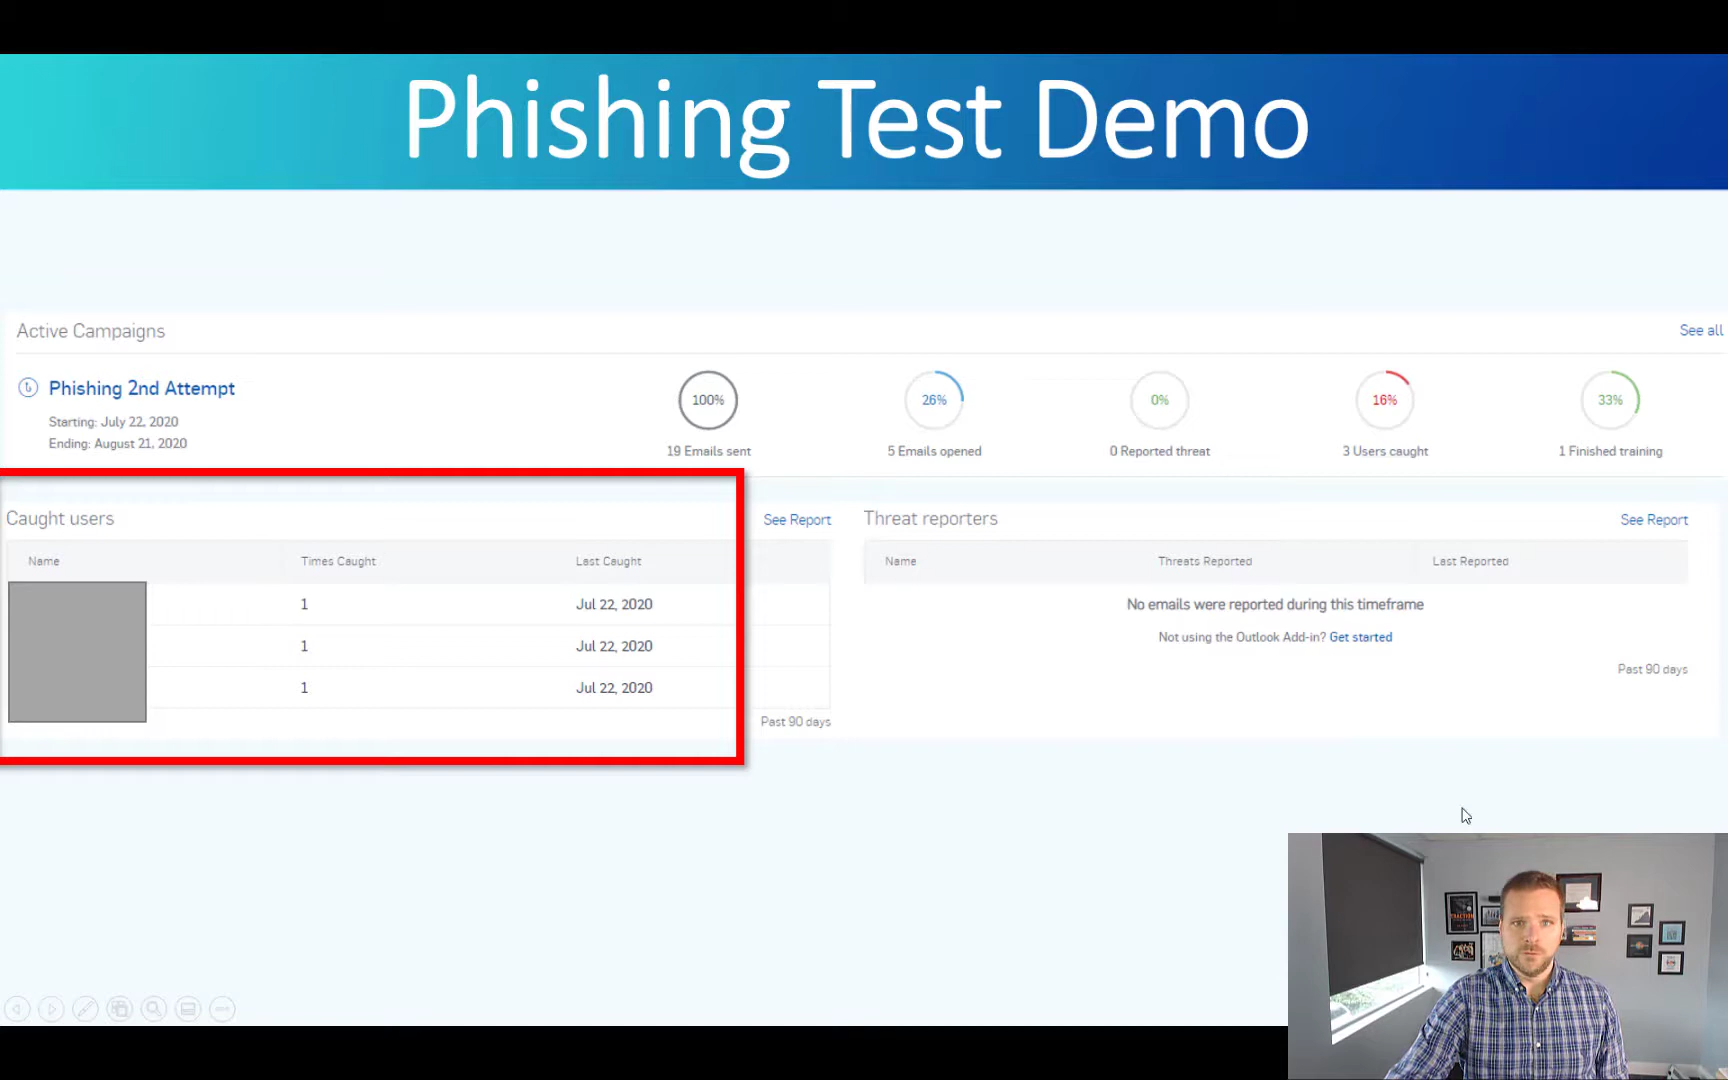 Phishing Test Demo
Active Campaigns
See all
Phishing 2nd Attempt
Starting: July 22, 2020
Ending: August 21, 2020
100%
26%
0%
16%
33%
19 Emails sent
5 Emails opened
0 Reported threat
3 Users caught
1 Finished training
Caught users
See Report
Name
Times Caught
Last Caught
1
Jul 22, 2020
1
Jul 22, 2020
1
Jul 22, 2020
Past 90 days
Threat reporters
See Report
Name
Threats Reported
Last Reported
No emails were reported during this timeframe
Not using the Outlook Add-in? Get started
Past 90 days
TRACTION